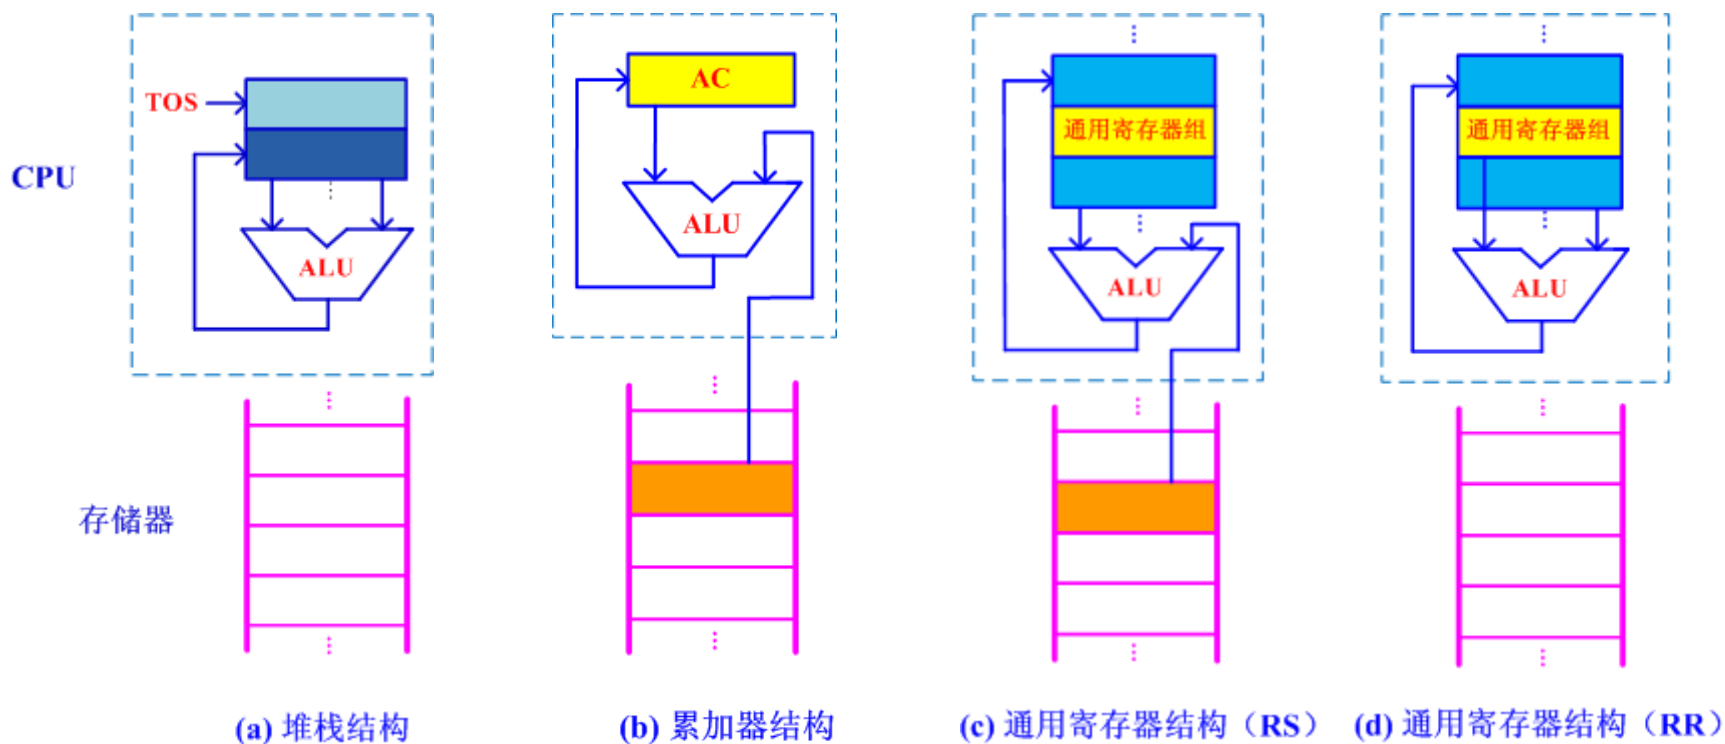 CPU
TOS
ALU
AC
ALU
通用寄存器组
ALU
通用寄存器组
ALU
存储器
(a) 堆栈结构
(b) 累加器结构
(c) 通用寄存器结构（RS）
(d) 通用寄存器结构（RR）